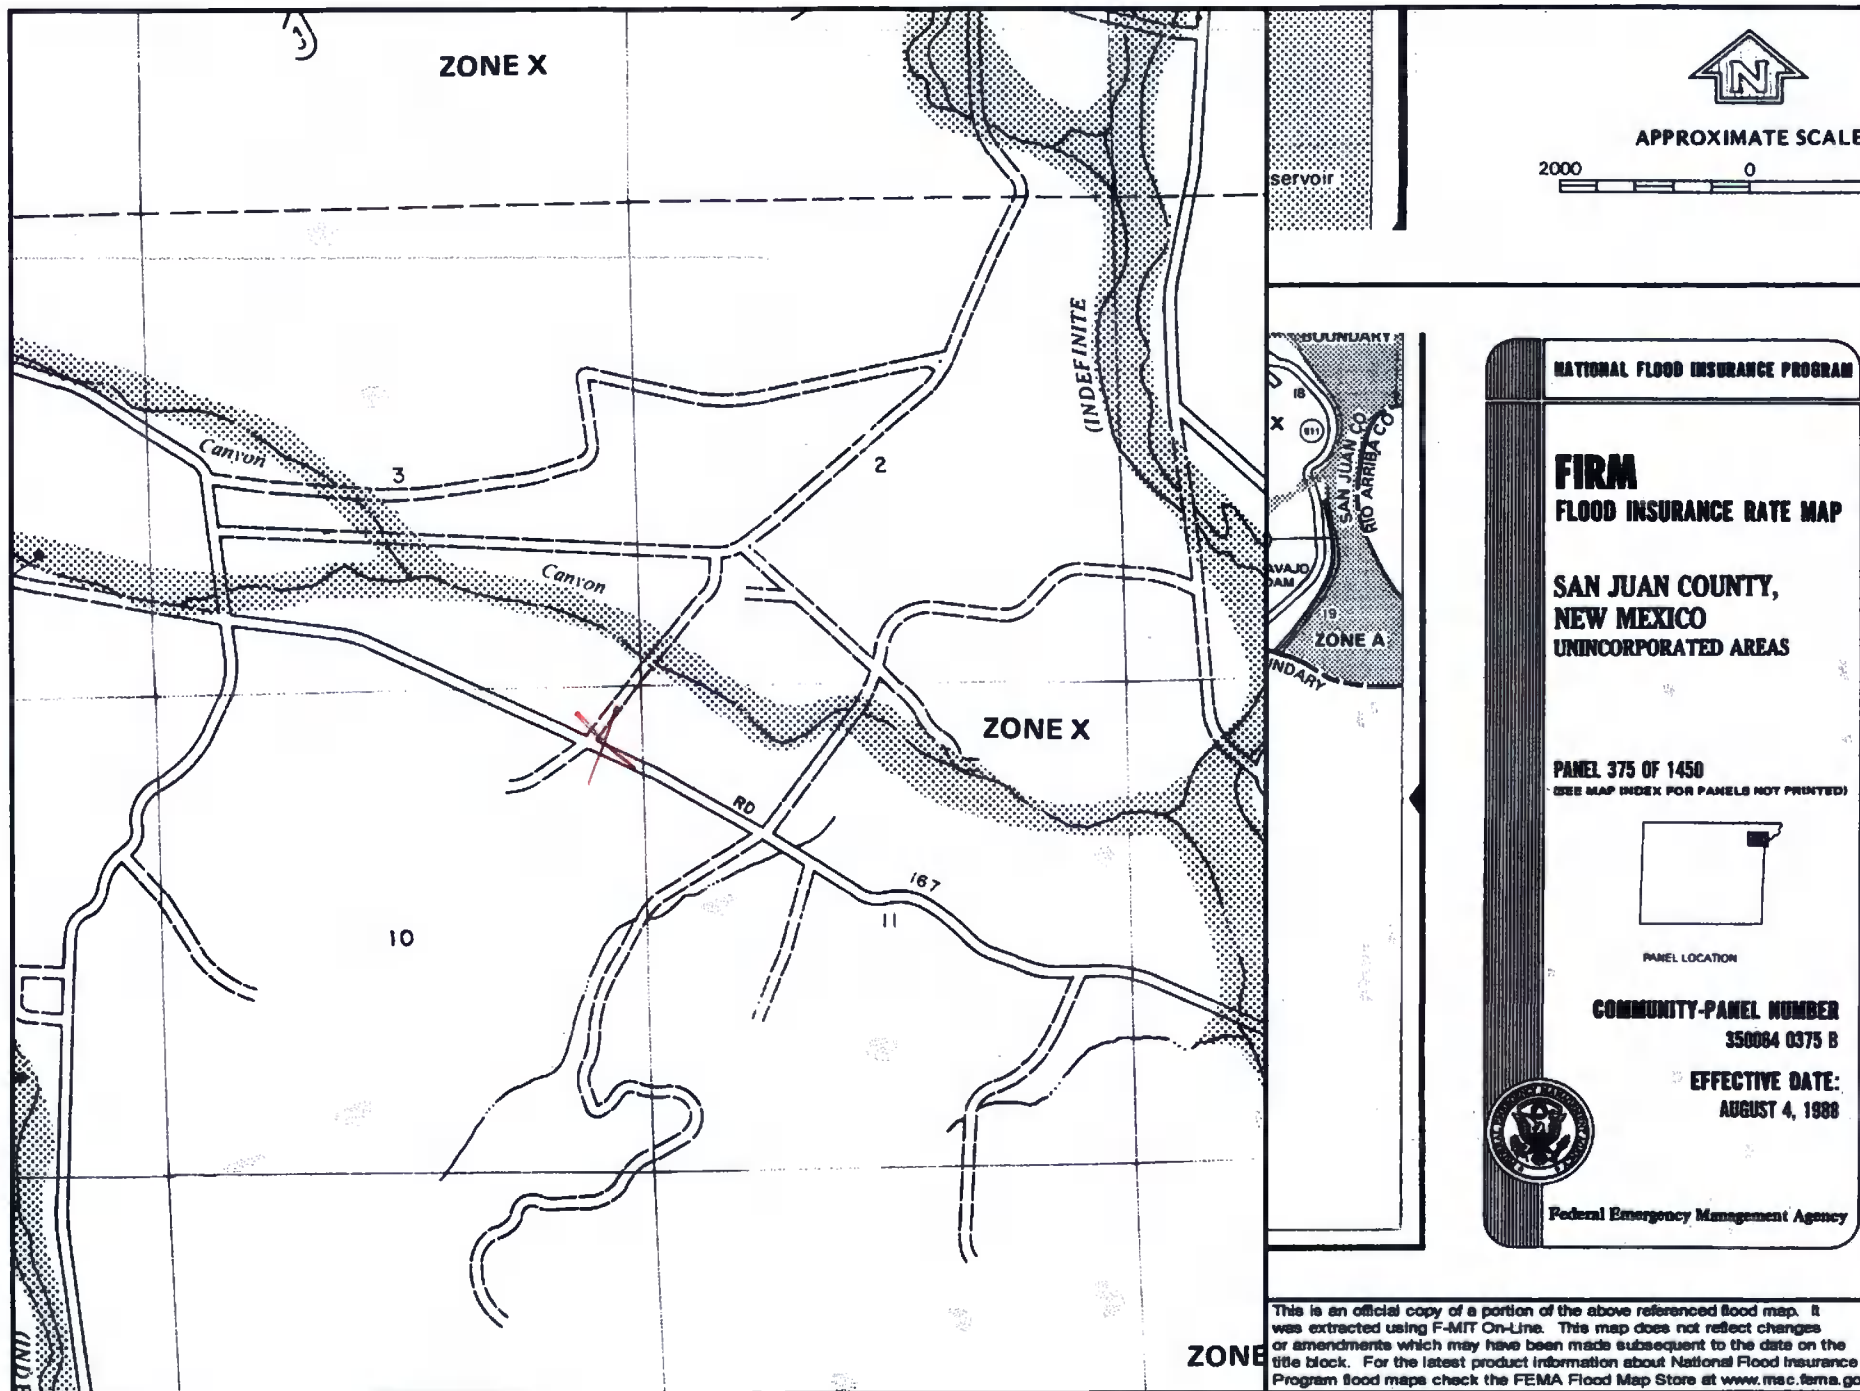 ZONE X
servoir
N
APPROXIMATE SCALE
2000 0
(INDEFINITE
Canyon
3
2
Canyon
ZONE X
RD
167
11
10
ZONE
BOUNDARY
18
X
511
SAN JUAN CO
RIO ARRIBA CO
AVAJO
DAM
19
ZONE A
NDARY
NATIONAL FLOOD INSURANCE PROGRAM
FIRM
FLOOD INSURANCE RATE MAP
SAN JUAN COUNTY,
NEW MEXICO
UNINCORPORATED AREAS
PANEL 375 OF 1450
(SEE MAP INDEX FOR PANELS NOT PRINTED)
PANEL LOCATION
COMMUNITY-PANEL NUMBER
350064 0375 B
EFFECTIVE DATE:
AUGUST 4, 1988
Federal Emergency Management Agency
This is an official copy of a portion of the above referenced flood map. It
was extracted using F-MIT On-Line. This map does not reflect changes
or amendments which may have been made subsequent to the date on the
title block. For the latest product information about National Flood Insurance
Program flood maps check the FEMA Flood Map Store at www.msc.fema.go